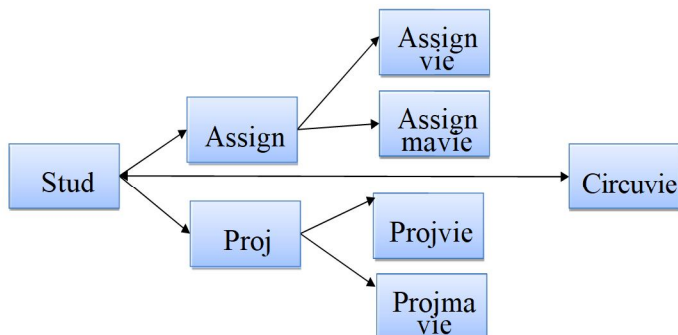 Assign
vie
Assign
Assign
mavie
Stud
Circuvie
Proj
Projvie
Projma
vie